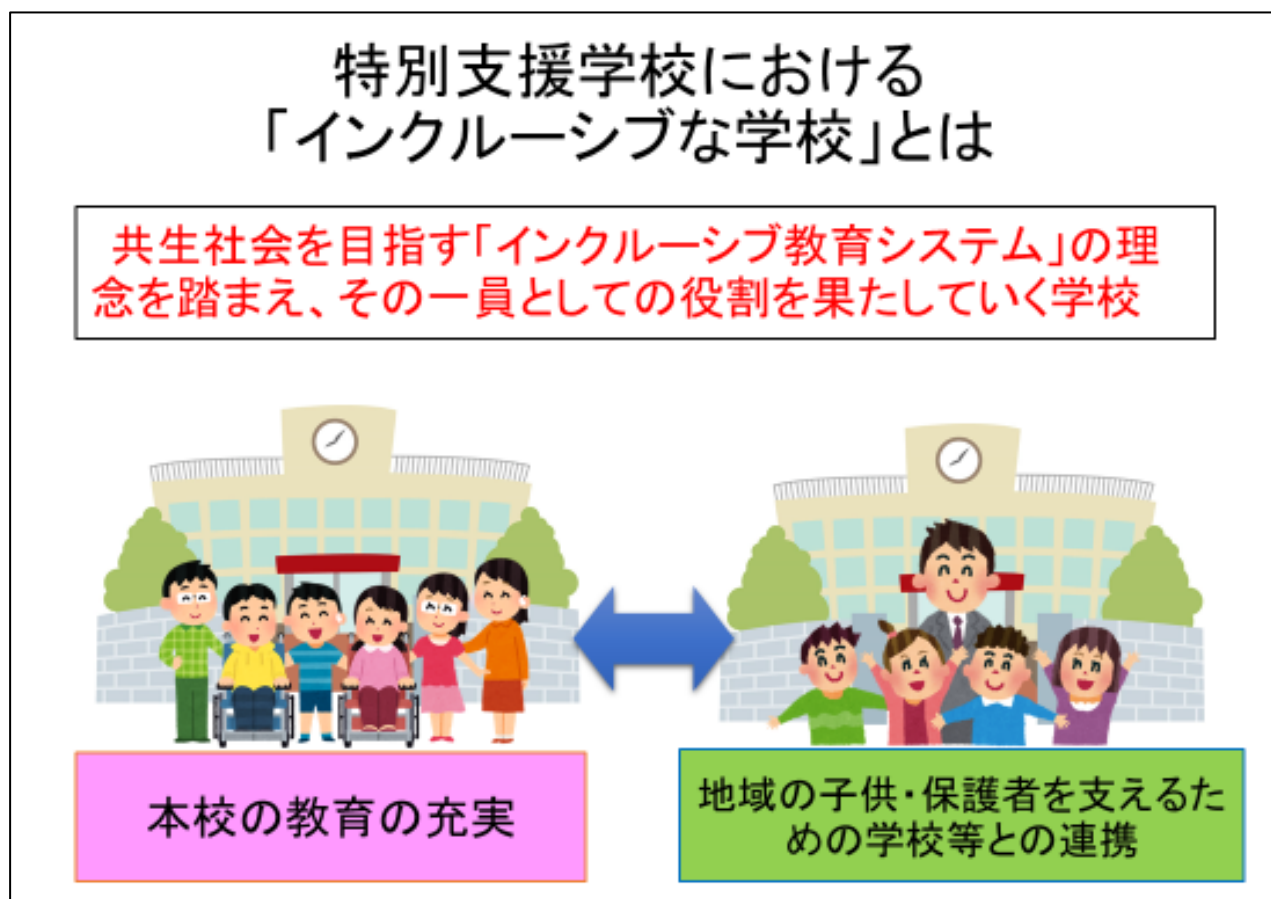 特別支援学校における
「インクルーシブな学校」とは
共生社会を目指す「インクルーシブ教育システム」の理
念を踏まえ、その一員としての役割を果たしていく学校
本校の教育の充実
地域の子供・保護者を支えるた
めの学校等との連携